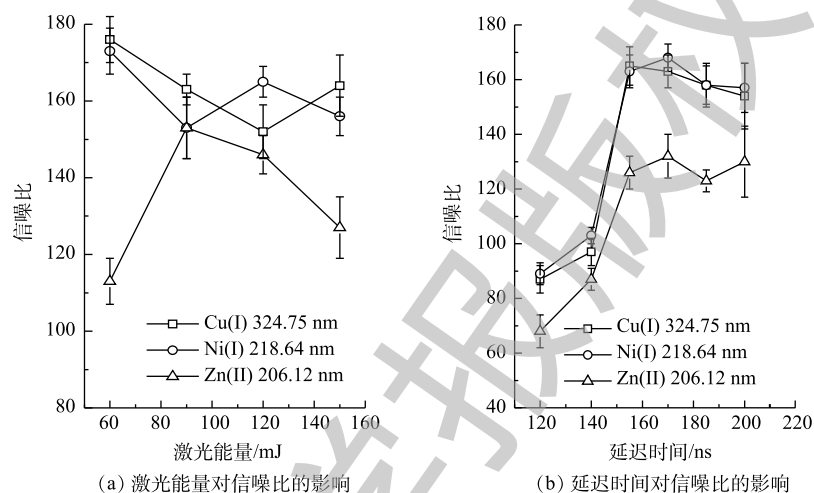 180
160
140
120
100
80
信噪比
Cu(I) 324.75 nm
Ni(I) 218.64 nm
Zn(II) 206.12 nm
60 80 100 120 140 160
激光能量/mJ
(a) 激光能量对信噪比的影响
180
160
140
120
100
80
60
40
信噪比
Cu(I) 324.75 nm
Ni(I) 218.64 nm
Zn(II) 206.12 nm
120 140 160 180 200 220
延迟时间/ns
(b) 延迟时间对信噪比的影响
学报版权